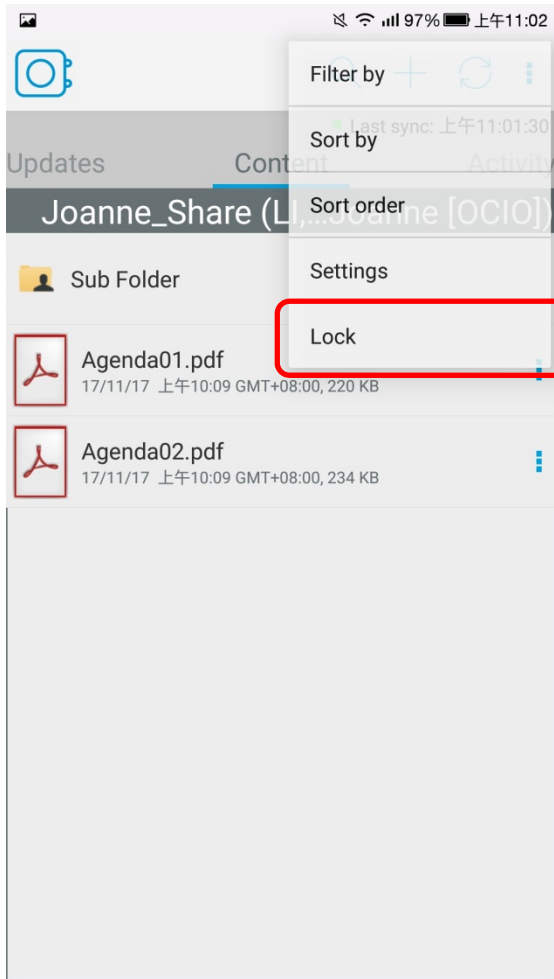 97% 上午11:02
Filter by
Last sync: 上午11:01:30
Sort by
Updates Content Activity
Joanne_Share (LI,...Joanne [OCIO])
Sort order
Sub Folder
Settings
Lock
Agenda01.pdf
17/11/17 上午10:09 GMT+08:00, 220 KB
Agenda02.pdf
17/11/17 上午10:09 GMT+08:00, 234 KB